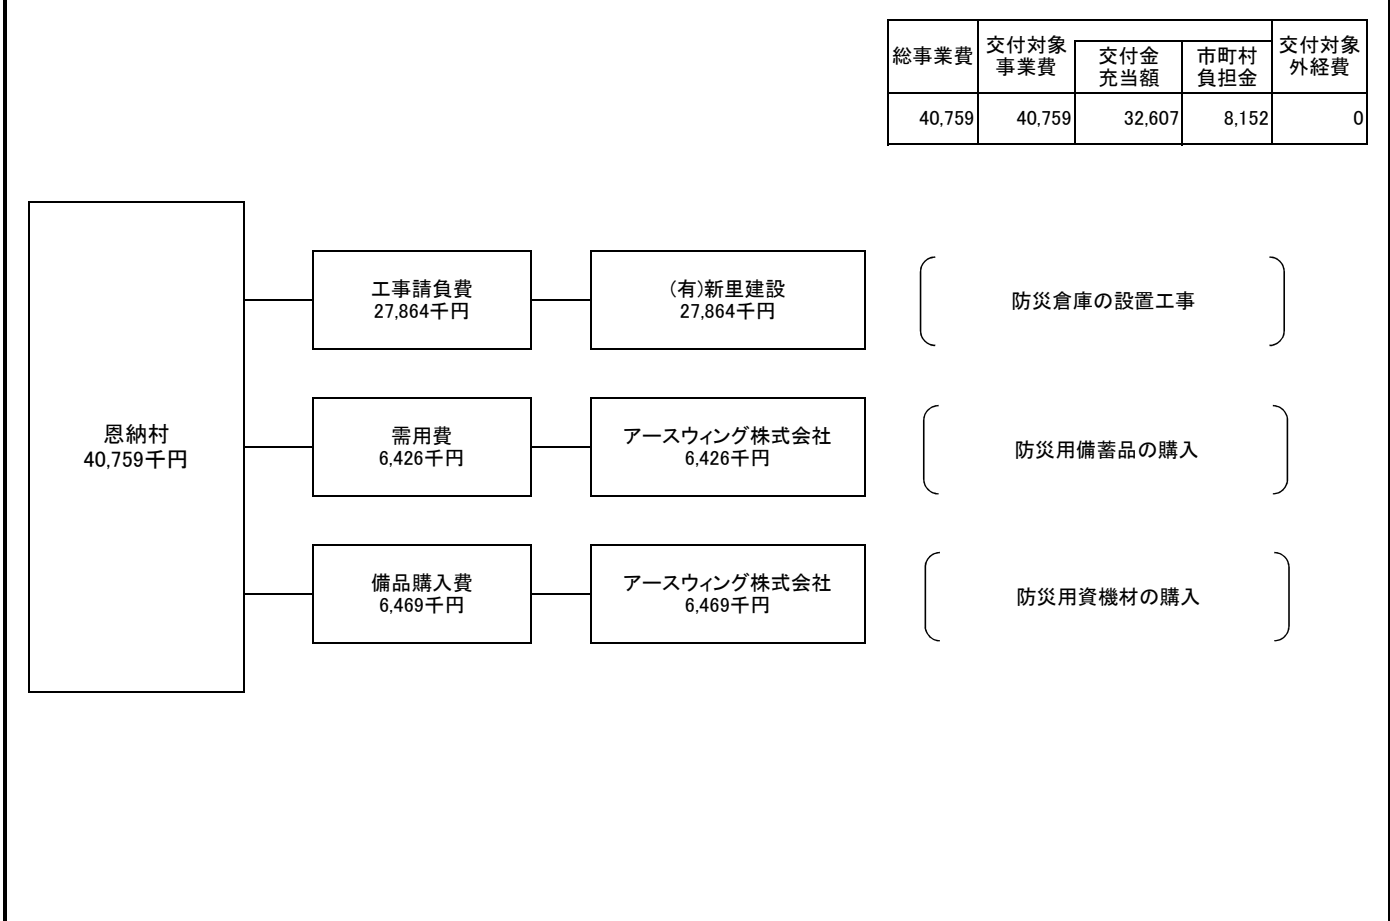 総事業費
交付対象
事業費
交付金
充当額
市町村
負担金
交付対象
外経費
40,759
40,759
32,607
8,152
0
恩納村
40,759千円
工事請負費
27,864千円
(有)新里建設
27,864千円
防災倉庫の設置工事
需用費
6,426千円
アースウィング株式会社
6,426千円
防災用備蓄品の購入
備品購入費
6,469千円
アースウィング株式会社
6,469千円
防災用資機材の購入